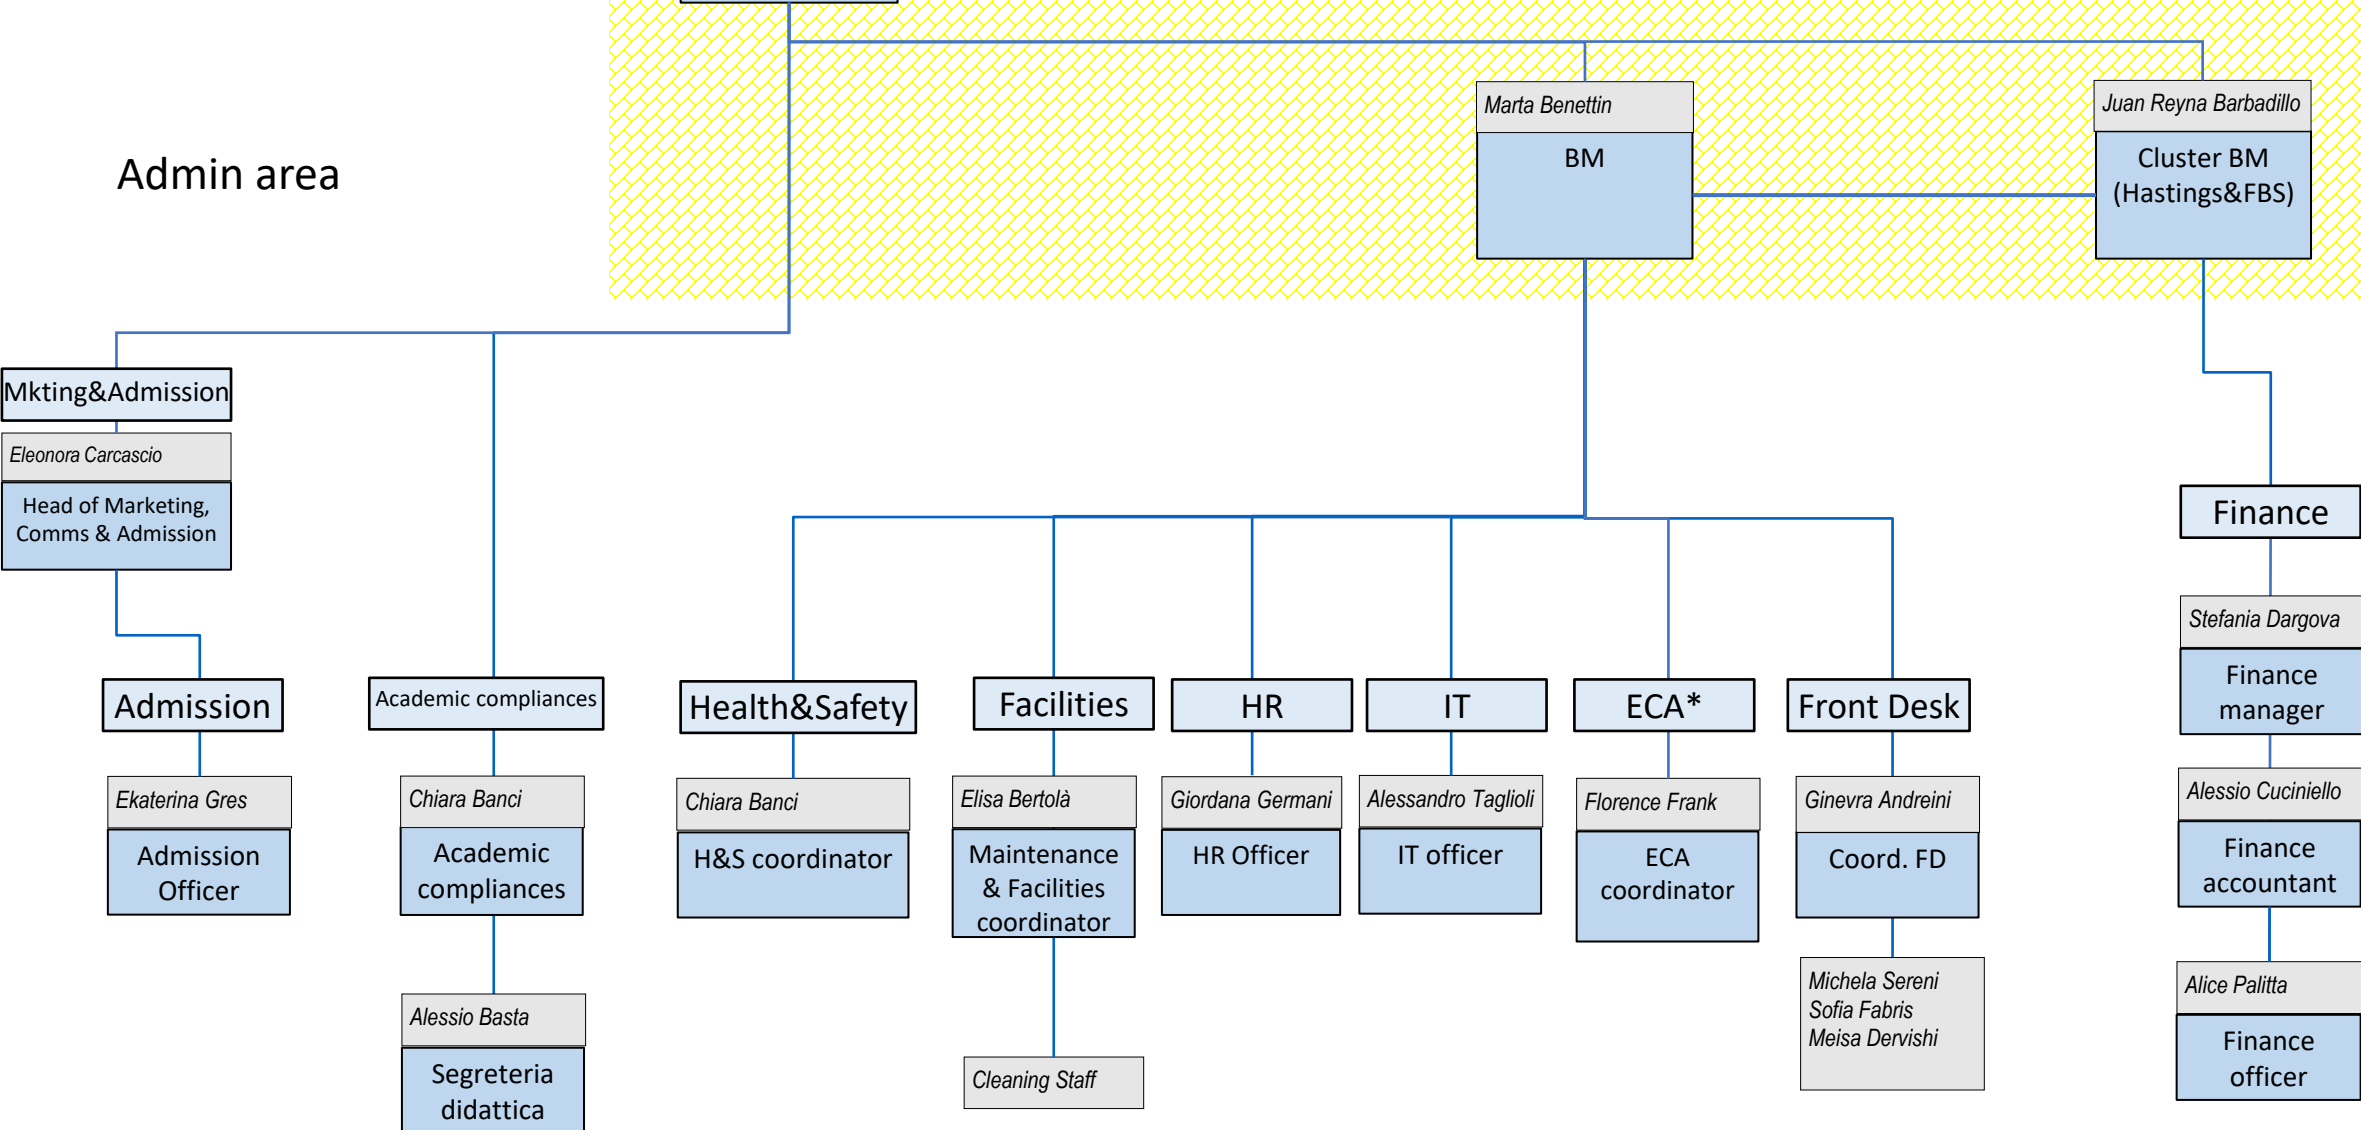 Admin area
Marta Benettin
BM
Juan Reyna Barbadillo
Cluster BM
(Hastings&FBS)
Mkting&Admission
Eleonora Carcascio
Head of Marketing,
Comms & Admission
Finance
Stefania Dargova
Finance
manager
Admission
Academic compliances
Health&Safety
Facilities
HR
IT
ECA*
Front Desk
Ekaterina Gres
Admission
Officer
Chiara Banci
Academic
compliances
Chiara Banci
H&S coordinator
Elisa Bertolà
Maintenance
& Facilities
coordinator
Giordana Germani
HR Officer
Alessandro Taglioli
IT officer
Florence Frank
ECA
coordinator
Ginevra Andreini
Coord. FD
Alessio Cuciniello
Finance
accountant
Alessio Basta
Segreteria
didattica
Cleaning Staff
Michela Sereni
Sofia Fabris
Meisa Dervishi
Alice Palitta
Finance
officer